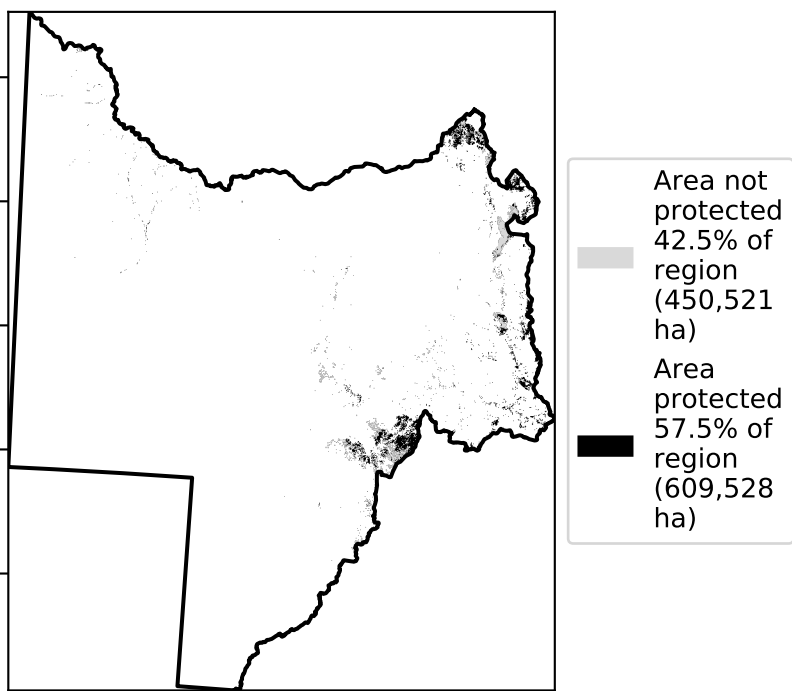 Area not
protected
42.5% of
region
(450,521
ha)
Area
protected
57.5% of
region
(609,528
ha)